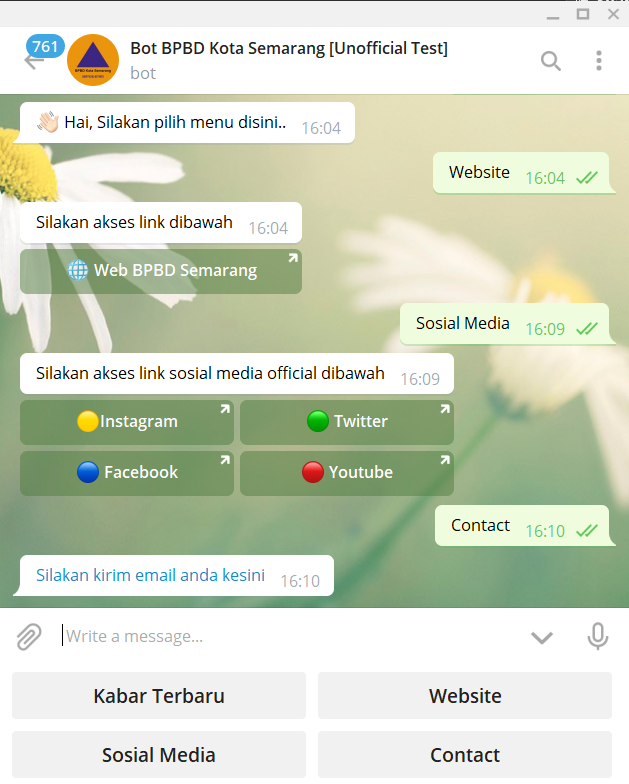 761
Bot BPBD Kota Semarang [Unofficial Test]
bot
BPBD Kota Semarang
👋🏻 Hai, Silakan pilih menu disini.. 16:04
Website 16:04
Silakan akses link dibawah 16:04
🌐 Web BPBD Semarang
Sosial Media 16:09
Silakan akses link sosial media official dibawah 16:09
🟡Instagram
🟢 Twitter
🔵 Facebook
🔴 Youtube
Contact 16:10
Silakan kirim email anda kesini 16:10
Write a message...
Kabar Terbaru
Website
Sosial Media
Contact